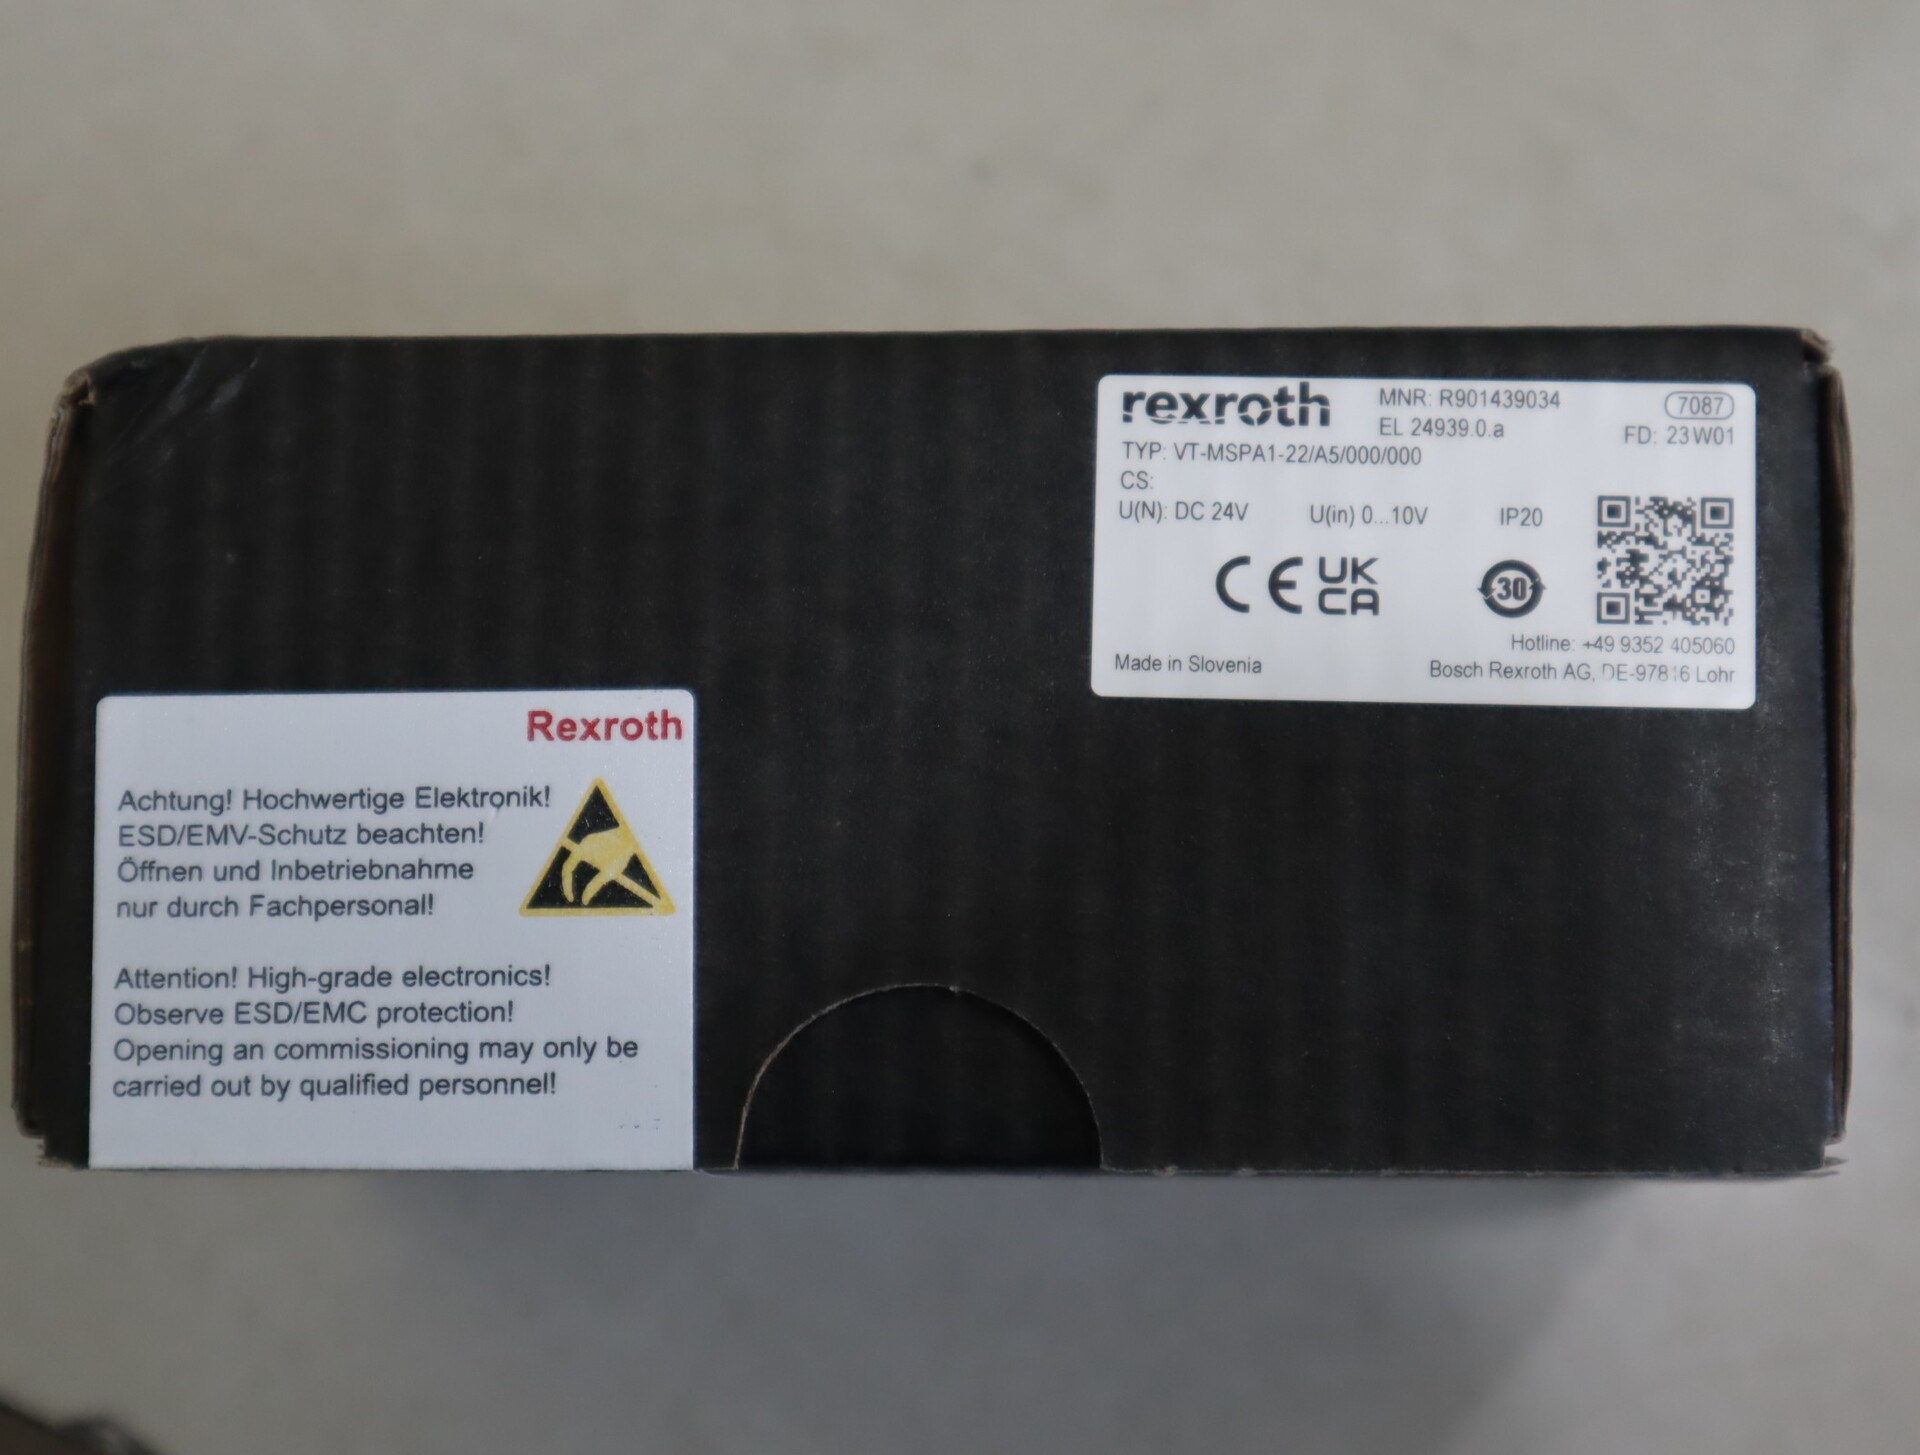 rexroth
MNR: R901439034
7087
EL 24939.0.a
FD: 23W01
TYP: VT-MSPA1-22/A5/000/000
CS:
U(N): DC 24V
U(in) 0...10V
IP20
CE
UK
CA
30
Hotline: +49 9352 405060
Made in Slovenia
Bosch Rexroth AG, DE-97816 Lohr
Rexroth
Achtung! Hochwertige Elektronik!
ESD/EMV-Schutz beachten!
Öffnen und Inbetriebnahme
nur durch Fachpersonal!
Attention! High-grade electronics!
Observe ESD/EMC protection!
Opening an commissioning may only be
carried out by qualified personnel!